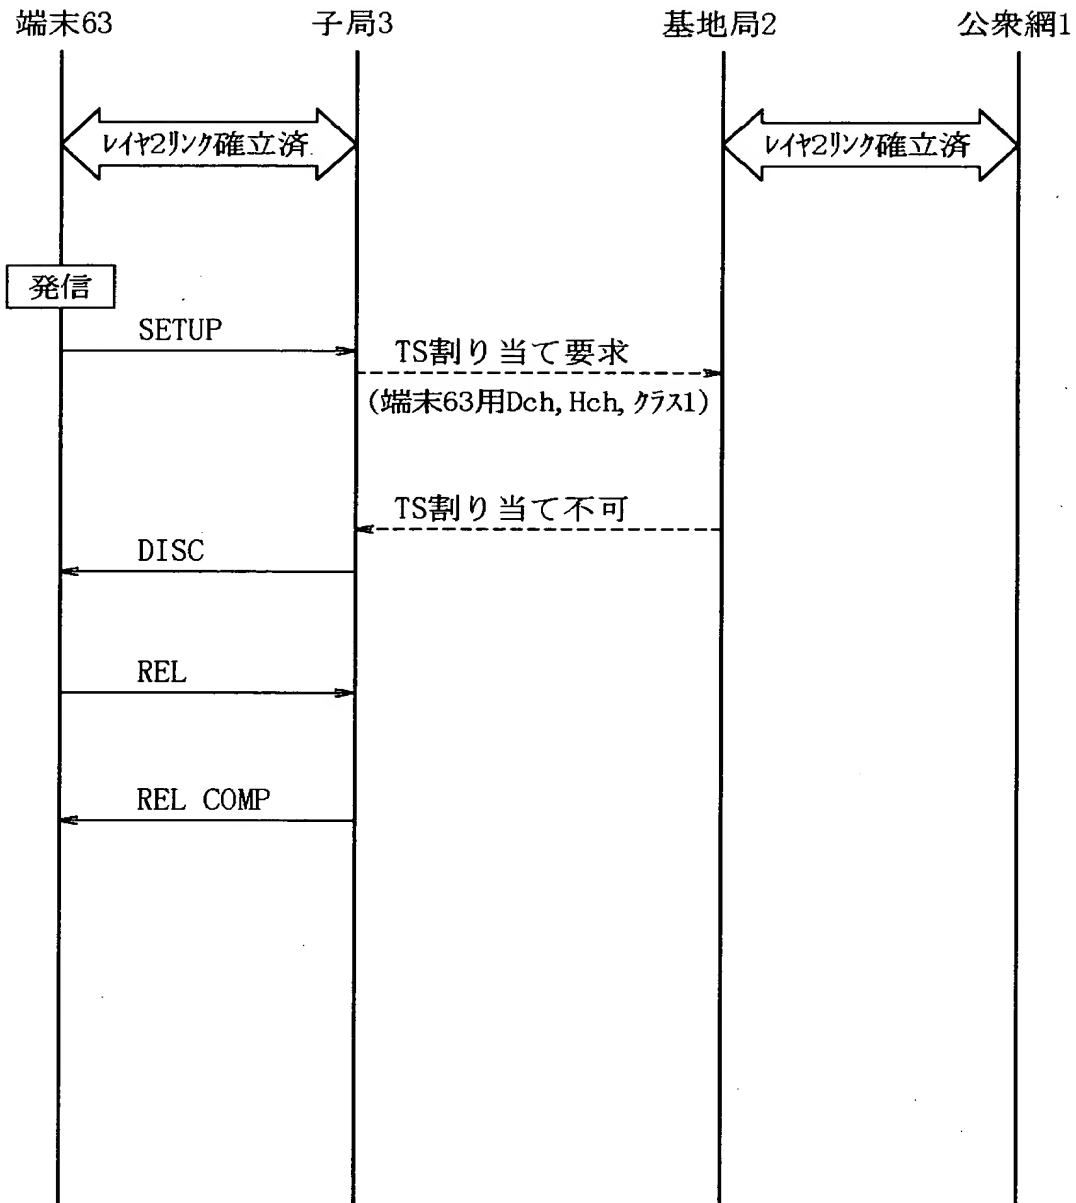 端末63
子局3
基地局2
公衆網1
ﾚｲﾔ2ﾘﾝｸ確立済
ﾚｲﾔ2ﾘﾝｸ確立済
発信
SETUP
TS割り当て要求
(端末63用Dch, Hch, ｸﾗｽ1)
TS割り当て不可
DISC
REL
REL COMP